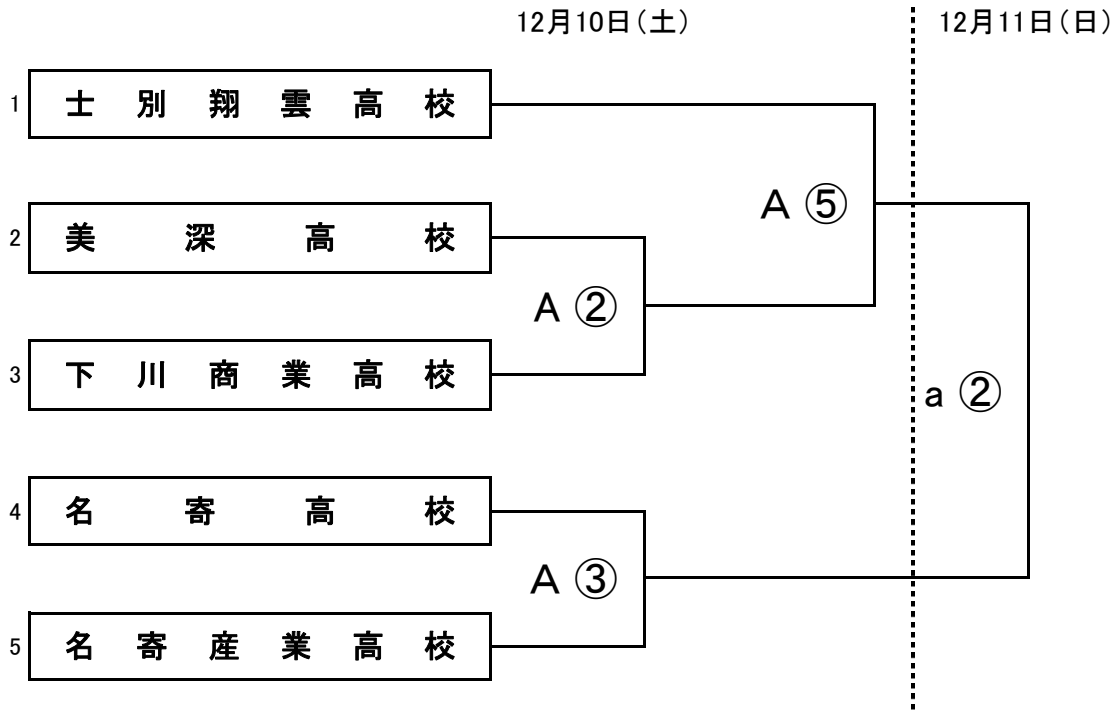 12月10日(土) 12月11日(日)
1 士別翔雲高校
A ⑤
2 美深高校
A ②
3 下川商業高校
a ②
4 名寄高校
A ③
5 名寄産業高校